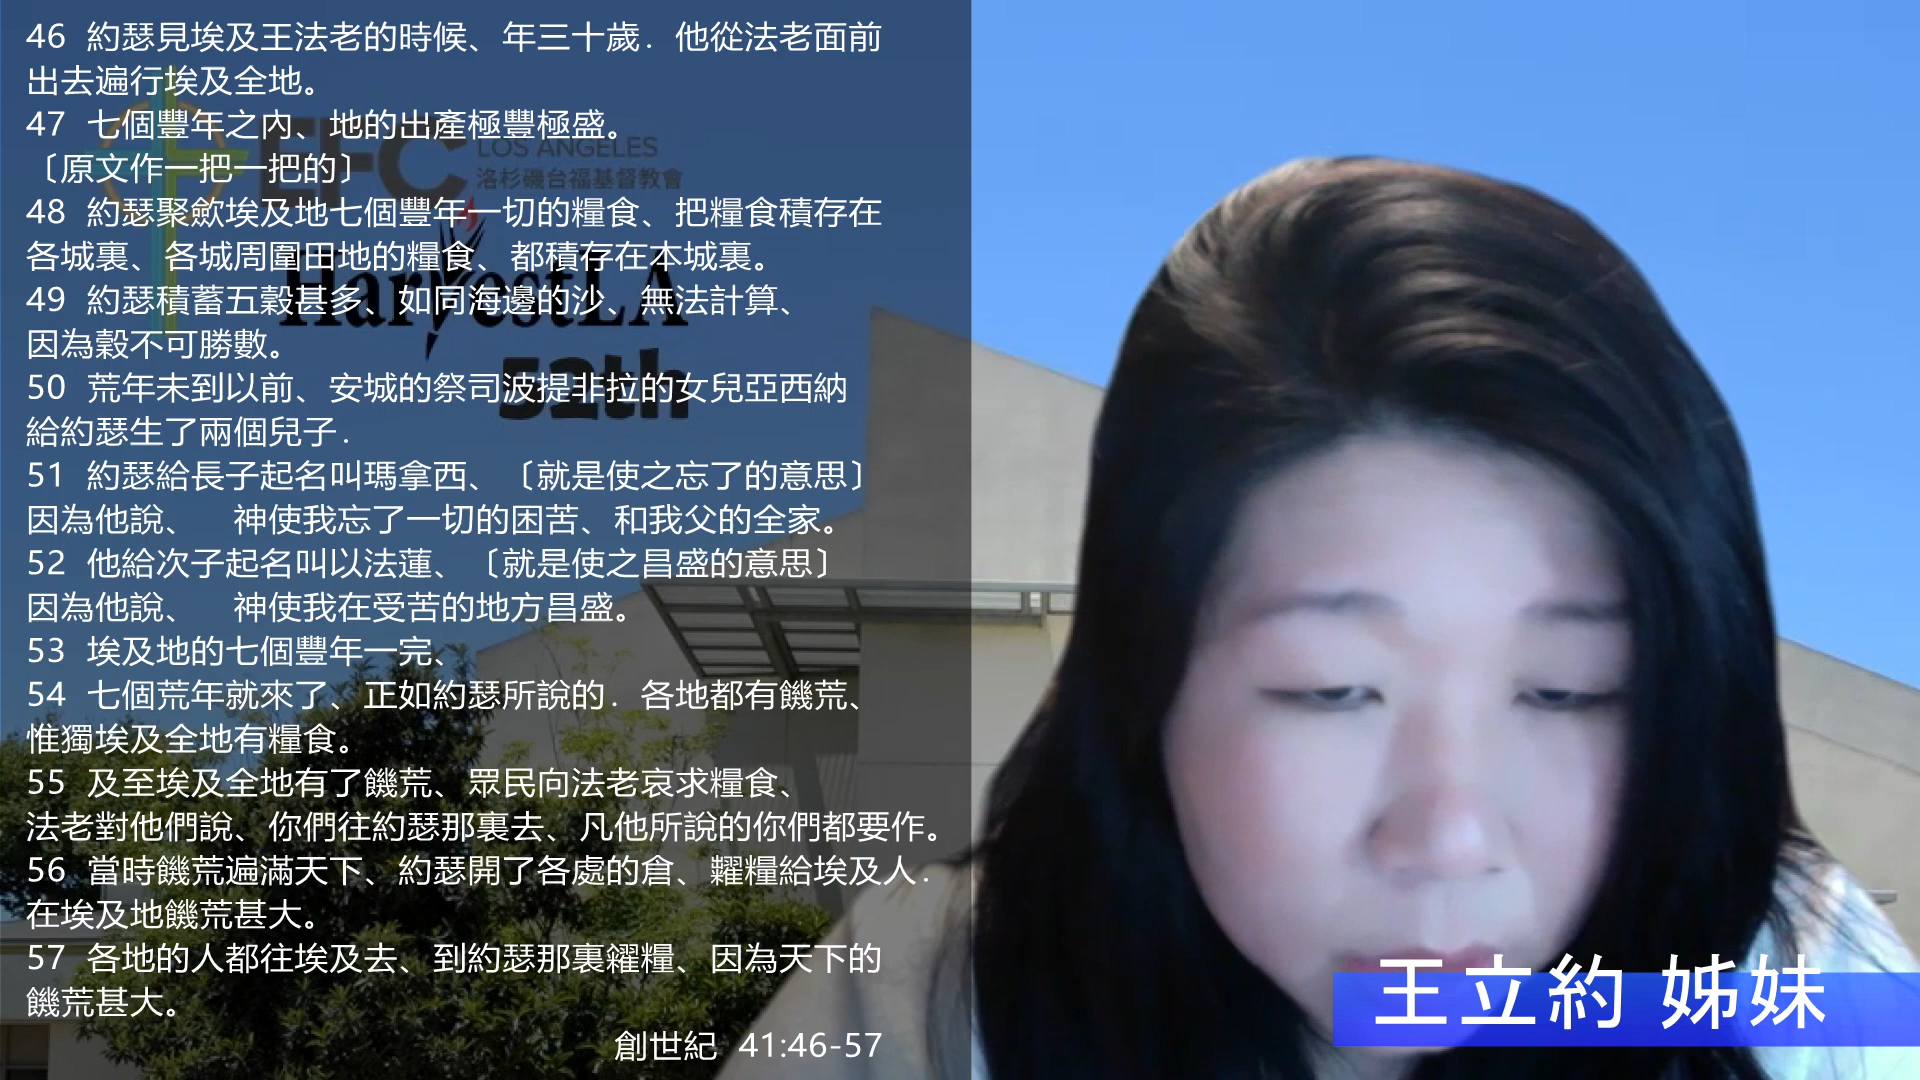 46 約瑟見埃及王法老的時候、年三十歲．他從法老面前
出去遍行埃及全地。
47 七個豐年之內、地的出產極豐極盛。
〔原文作一把一把的〕
48 約瑟聚歛埃及地七個豐年一切的糧食、把糧食積存在
各城裏、各城周圍田地的糧食、都積存在本城裏。
49 約瑟積蓄五穀甚多、如同海邊的沙、無法計算、
因為穀不可勝數。
50 荒年未到以前、安城的祭司波提非拉的女兒亞西納
給約瑟生了兩個兒子．
51 約瑟給長子起名叫瑪拿西、〔就是使之忘了的意思〕
因為他說、　神使我忘了一切的困苦、和我父的全家。
52 他給次子起名叫以法蓮、〔就是使之昌盛的意思〕
因為他說、　神使我在受苦的地方昌盛。
53 埃及地的七個豐年一完、
54 七個荒年就來了、正如約瑟所說的．各地都有饑荒、
惟獨埃及全地有糧食。
55 及至埃及全地有了饑荒、眾民向法老哀求糧食、
法老對他們說、你們往約瑟那裏去、凡他所說的你們都要作。
56 當時饑荒遍滿天下、約瑟開了各處的倉、糶糧給埃及人．
在埃及地饑荒甚大。
57 各地的人都往埃及去、到約瑟那裏糴糧、因為天下的
饑荒甚大。
創世紀 41:46-57
EFC
LOS ANGELES
洛杉磯台福基督教會
HarvestLA
52th
王立約 姊妹